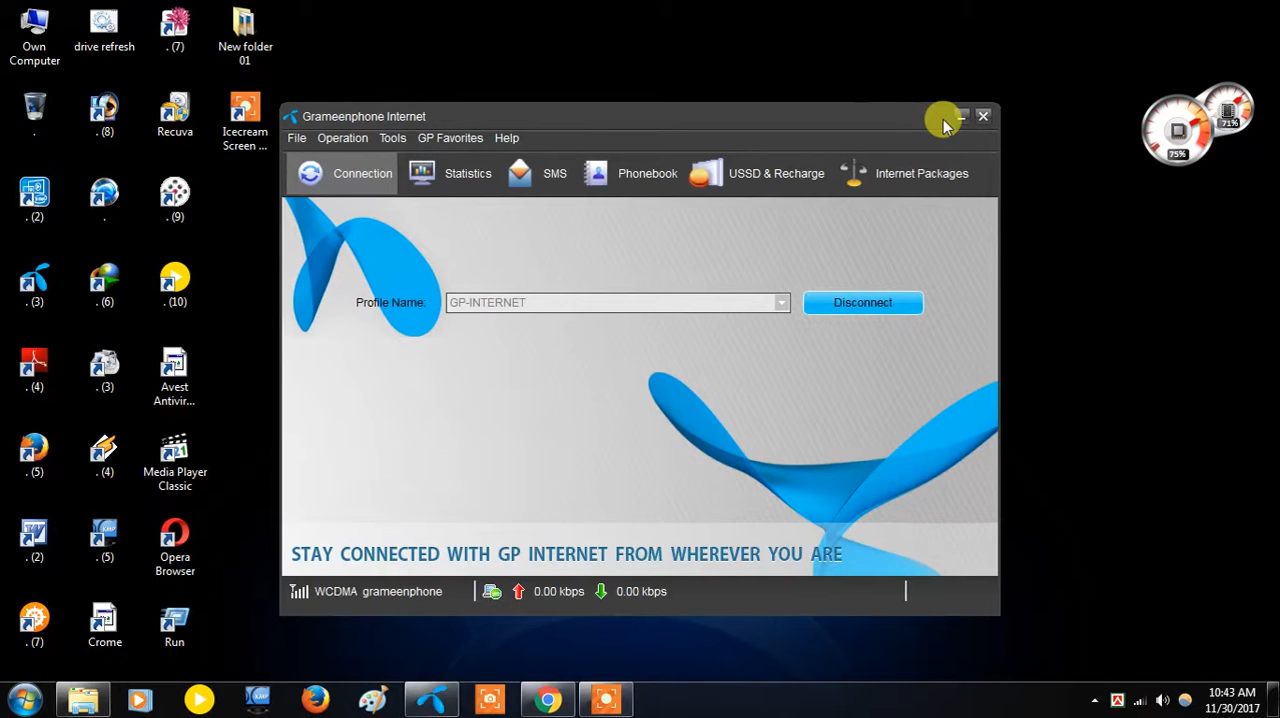 Own
Computer
drive refresh
. (7)
New folder
01
.
. (8)
Recuva
Icecream
Screen ...
. (2)
.
. (9)
. (3)
. (6)
. (10)
. (4)
. (3)
Avest
Antivir...
. (5)
. (4)
Media Player
Classic
. (2)
. (5)
Opera
Browser
. (7)
Crome
Run
Grameenphone Internet
File Operation Tools GP Favorites Help
Connection Statistics SMS Phonebook USSD & Recharge Internet Packages
Profile Name: GP-INTERNET Disconnect
STAY CONNECTED WITH GP INTERNET FROM WHEREVER YOU ARE
WCDMA grameenphone 0.00 kbps 0.00 kbps
71%
75%
10:43 AM
11/30/2017